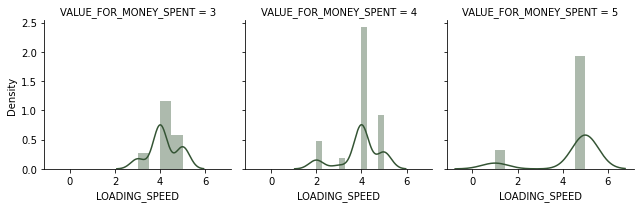 VALUE_FOR_MONEY_SPENT = 3
VALUE_FOR_MONEY_SPENT = 4
VALUE_FOR_MONEY_SPENT = 5
Density
2.5
2.0
1.5
1.0
0.5
0.0
0 2 4 6
0 2 4 6
0 2 4 6
LOADING_SPEED
LOADING_SPEED
LOADING_SPEED